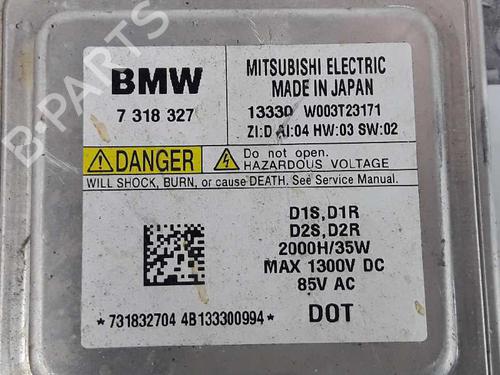 B-PARTS
BMW
7 318 327
MITSUBISHI ELECTRIC
MADE IN JAPAN
13330 W003T23171
ZI:D AI:04 HW:03 SW:02
DANGER
Do not open.
HAZARDOUS VOLTAGE
WILL SHOCK, BURN, or cause DEATH. See Service Manual.
D1S,D1R
D2S,D2R
2000H/35W
MAX 1300V DC
85V AC
*731832704 4B133300994*
DOT